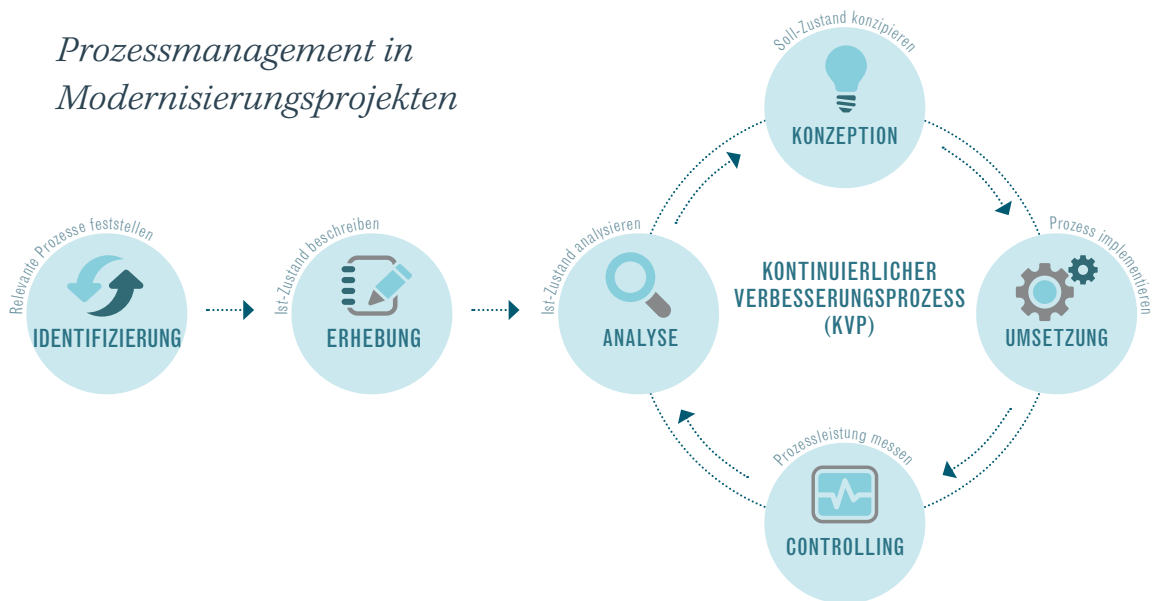 Prozessmanagement in
Modernisierungsprojekten
Relevante Prozesse feststellen
IDENTIFIZIERUNG
Ist-Zustand beschreiben
ERHEBUNG
Ist-Zustand analysieren
ANALYSE
Soll-Zustand konzipieren
KONZEPTION
KONTINUIERLICHER
VERBESSERUNGSPROZESS
(KVP)
Prozess implementieren
UMSETZUNG
Prozessleistung messen
CONTROLLING